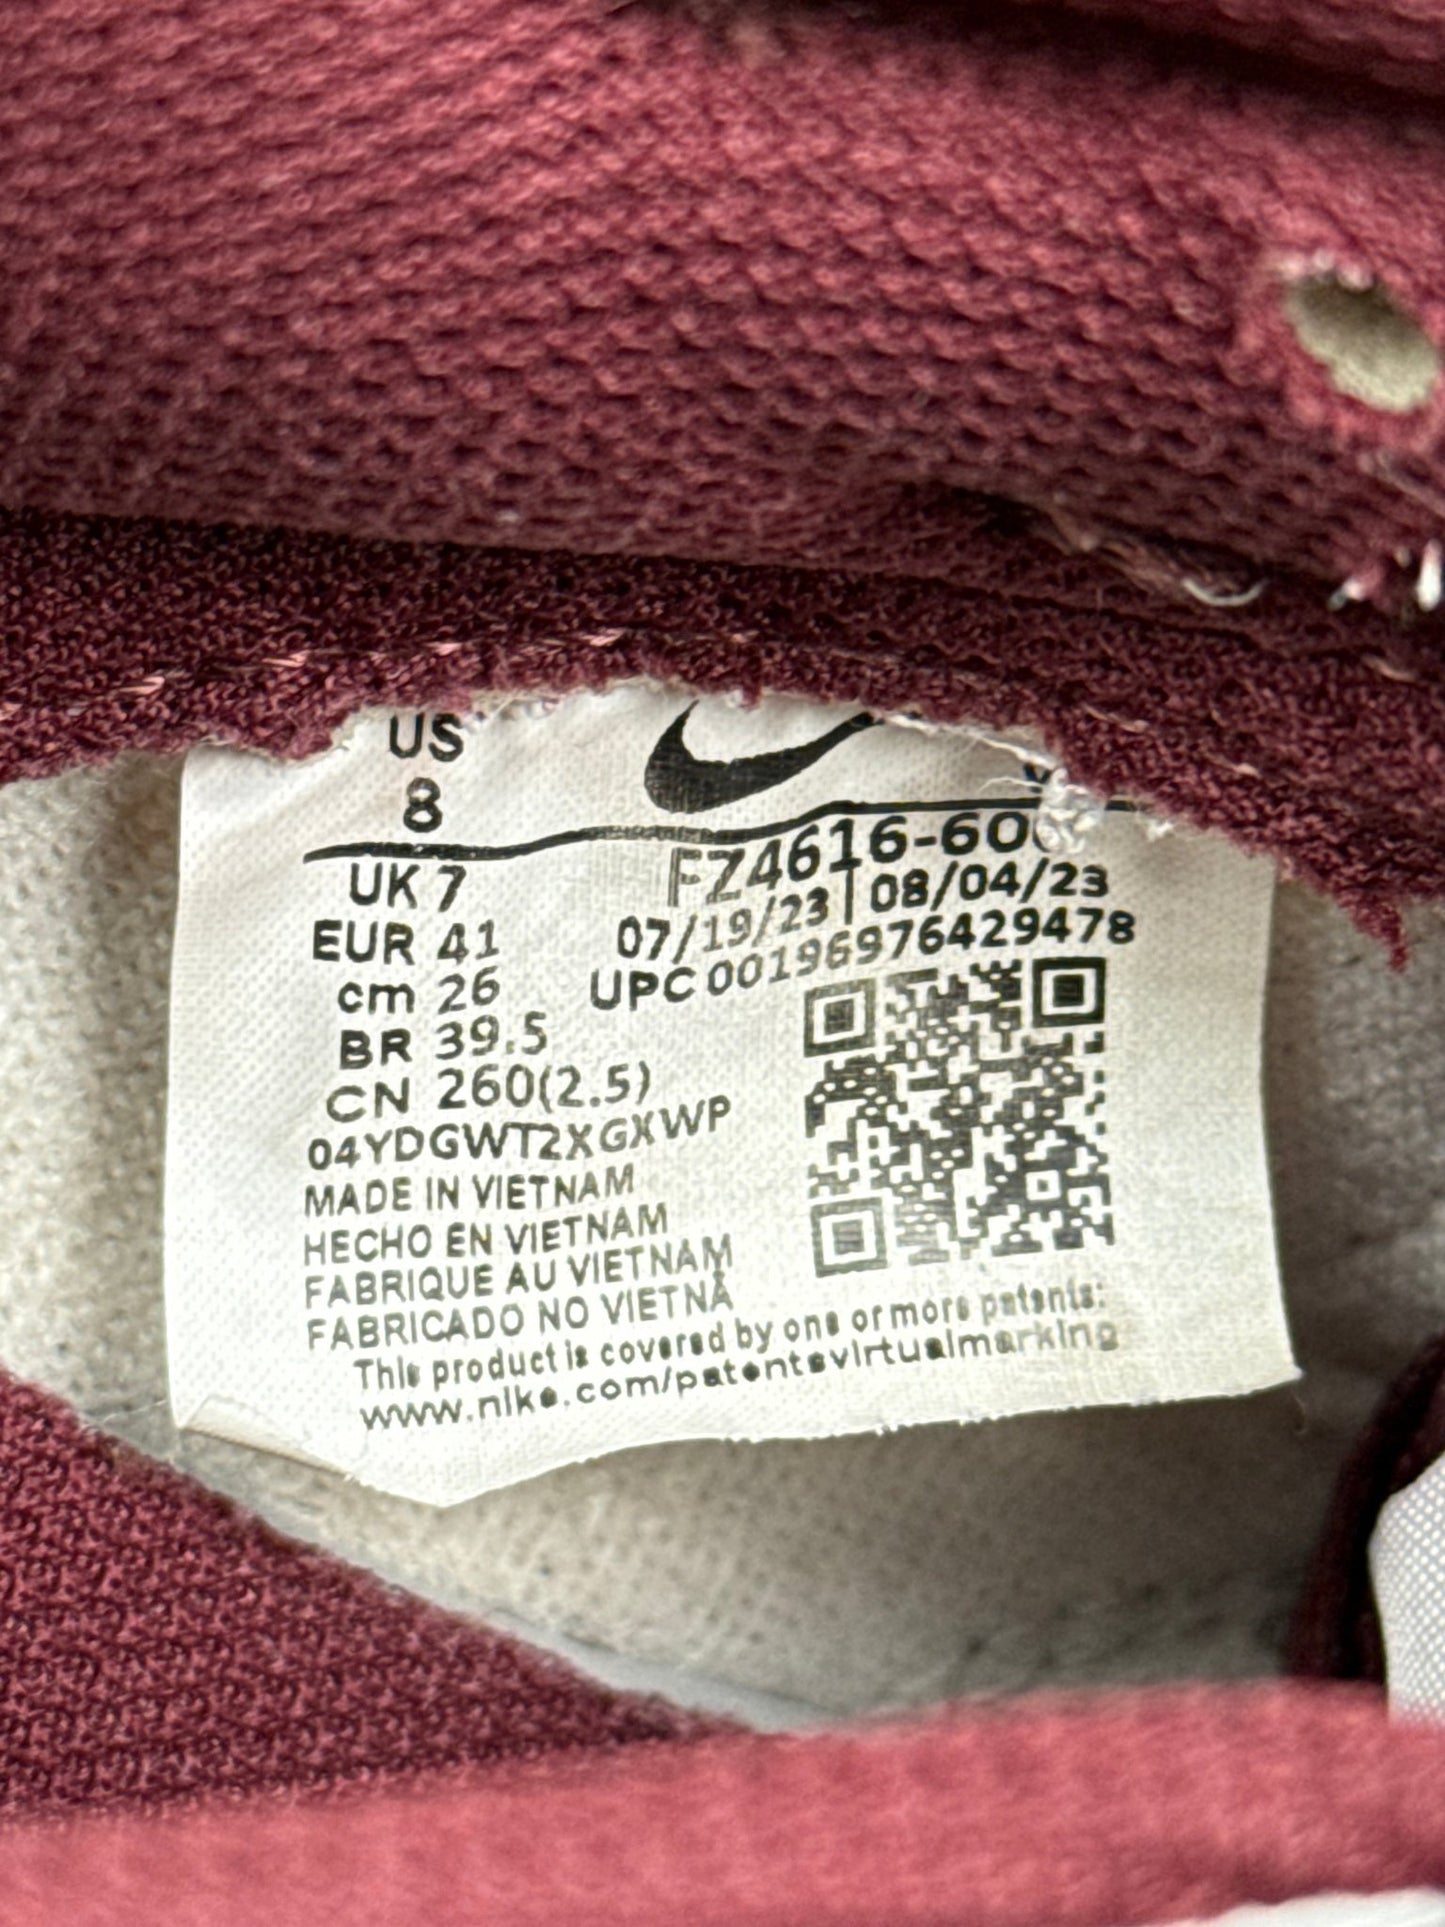 US
8
UK 7
EUR 41
cm 26
BR 39.5
CN 260(2.5)
04YDGWT2XGXWP
FZ4616-60
07/19/23 | 08/04/23
UPC 00196976429478
MADE IN VIETNAM
HECHO EN VIETNAM
FABRIQUE AU VIETNAM
FABRICADO NO VIETNÃ
This product is covered by one or more patents:
www.nike.com/patentsvirtualmarking